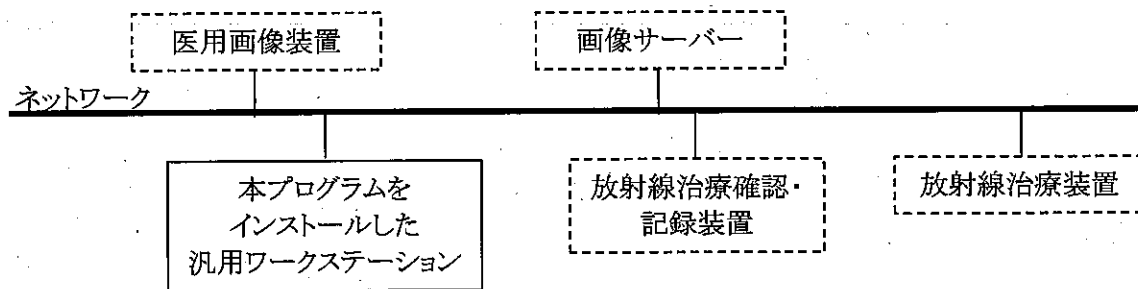 医用画像装置
画像サーバー
ネットワーク
本プログラムを
インストールした
汎用ワークステーション
放射線治療確認・
記録装置
放射線治療装置